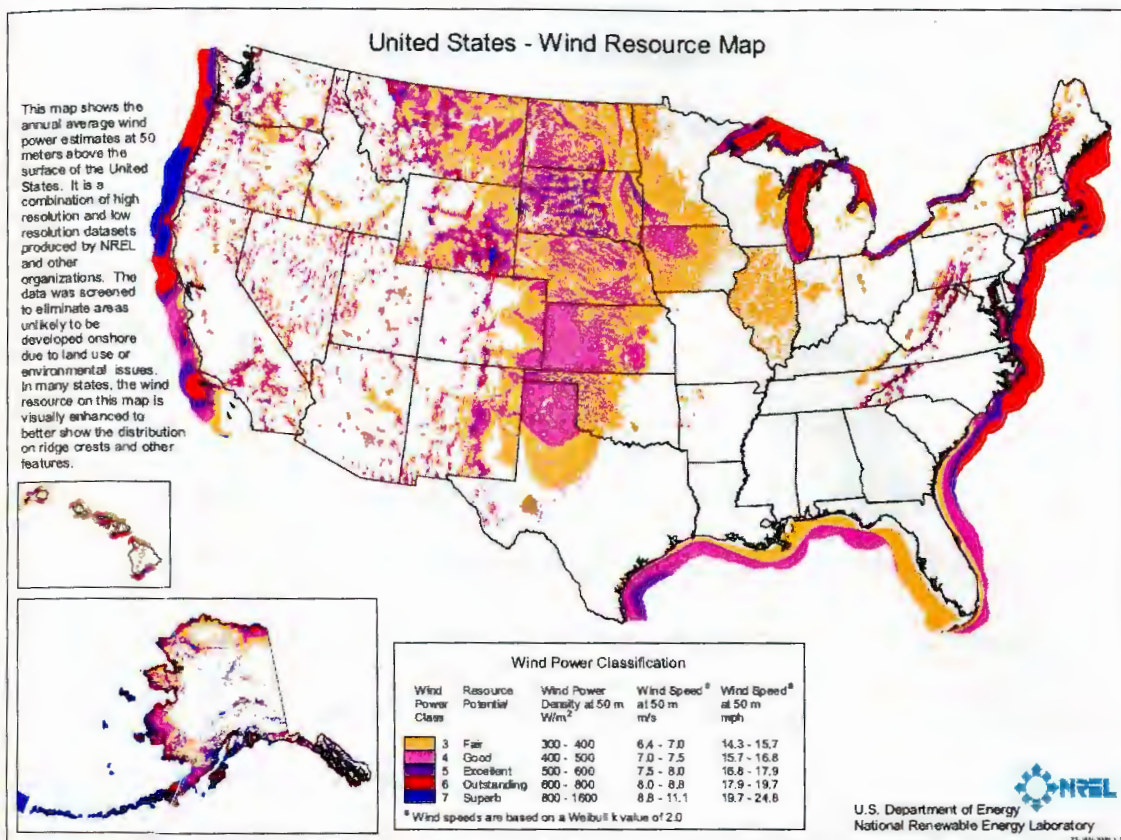 United States - Wind Resource Map
This map shows the
annual average wind
power estimates at 50
meters above the
surface of the United
States. It is a
combination of high
resolution and low
resolution datasets
produced by NREL
and other
organizations. The
data was screened
to eliminate areas
unlikely to be
developed onshore
due to land use or
environmental issues.
In many states, the wind
resource on this map is
visually enhanced to
better show the distribution
on ridge crests and other
features.
Wind Power Classification
Wind Power Class Resource Potential Wind Power Density at 50 m W/m² Wind Speed ᵃ at 50 m m/s Wind Speed ᵃ at 50 m mph
3 Fair 300 - 400 6.4 - 7.0 14.3 - 15.7
4 Good 400 - 500 7.0 - 7.5 15.7 - 16.8
5 Excellent 500 - 600 7.5 - 8.0 16.8 - 17.9
6 Outstanding 600 - 800 8.0 - 8.8 17.9 - 19.7
7 Superb 800 - 1600 8.8 - 11.1 19.7 - 24.8
ᵃ Wind speeds are based on a Weibull k value of 2.0
NREL
U.S. Department of Energy
National Renewable Energy Laboratory